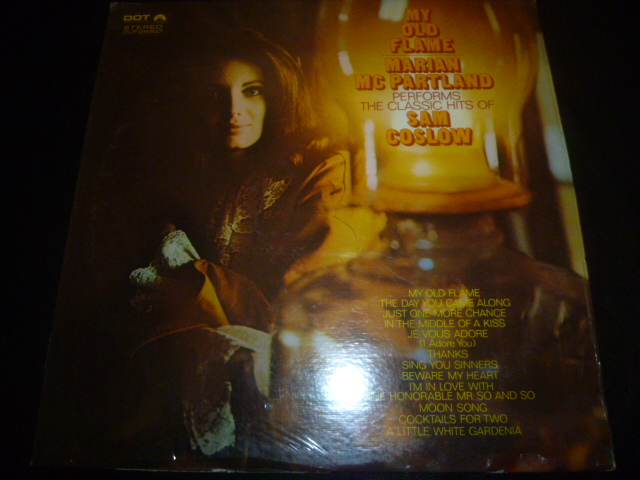 DOT
STEREO
MY
OLD
FLAME
MARIAN
MC PARTLAND
PERFORMS
THE CLASSIC HITS OF
SAM
COSLOW
MY OLD FLAME
THE DAY YOU CAME ALONG
JUST ONE MORE CHANCE
IN THE MIDDLE OF A KISS
JE VOUS ADORE
(I Adore You)
THANKS
SING YOU SINNERS
BEWARE MY HEART
I'M IN LOVE WITH
HONORABLE MR. SO AND SO
MOON SONG
COCKTAILS FOR TWO
A LITTLE WHITE GARDENIA